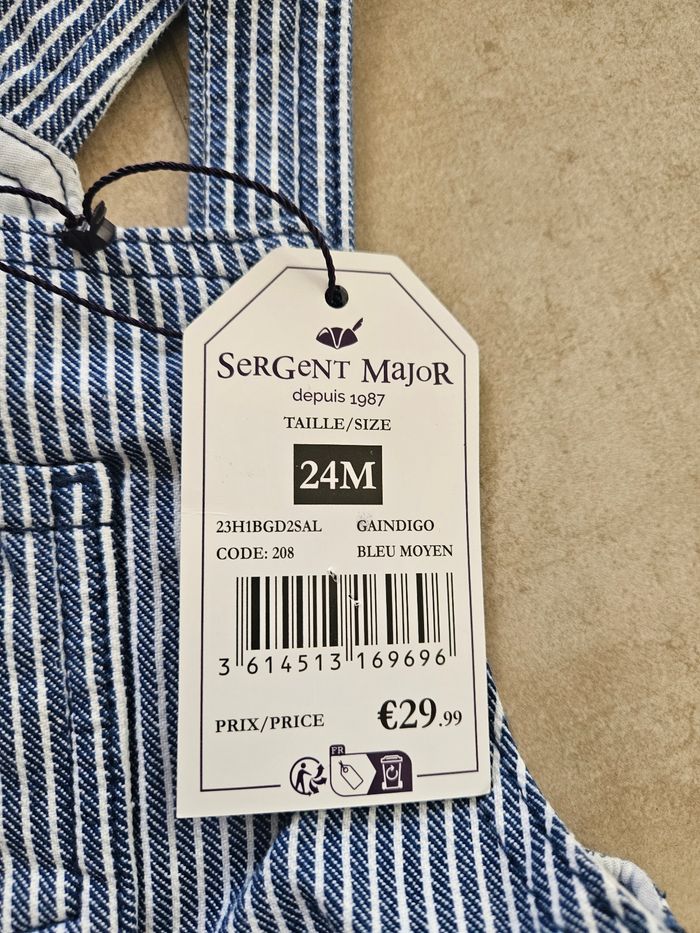 SerGent Major
depuis 1987
TAILLE/SIZE
24M
23H1BGD2SAL GAINDIGO
CODE: 208 BLEU MOYEN
3 614513 169696
PRIX/PRICE €29.99
FR